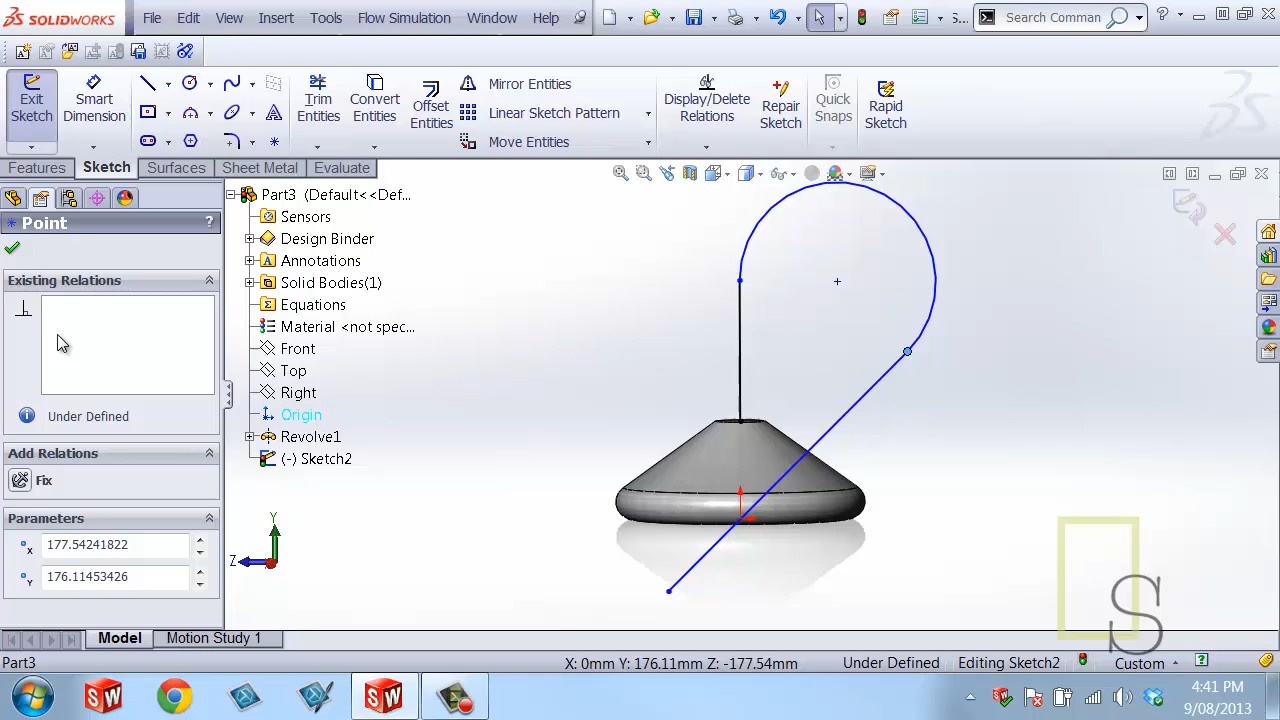 SOLIDWORKS File Edit View Insert Tools Flow Simulation Window Help S... Search Comman
Exit Sketch
Smart Dimension
Trim Entities
Convert Entities
Offset Entities
Mirror Entities
Linear Sketch Pattern
Move Entities
Display/Delete Relations
Repair Sketch
Quick Snaps
Rapid Sketch
Features Sketch Surfaces Sheet Metal Evaluate
Point ?
Existing Relations
Under Defined
Add Relations
Fix
Parameters
X 177.54241822
Y 176.11453426
Part3 (Default<<Def...
Sensors
Design Binder
Annotations
Solid Bodies(1)
Equations
Material <not spec...
Front
Top
Right
Origin
Revolve1
(-) Sketch2
Y
Z
S
Model Motion Study 1
Part3 X: 0mm Y: 176.11mm Z: -177.54mm Under Defined Editing Sketch2 Custom
4:41 PM
9/08/2013